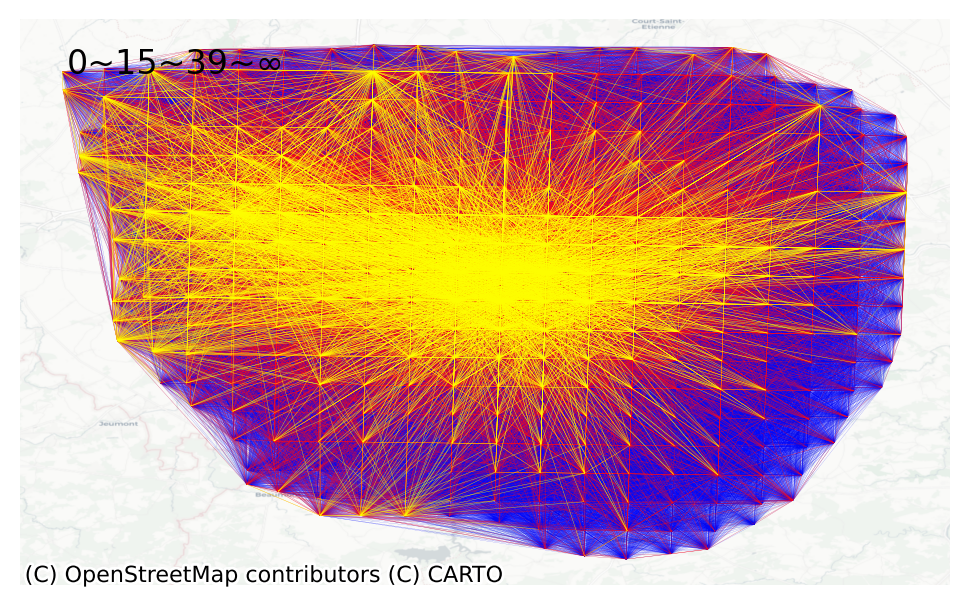 Court-Saint-
Etienne
0~15~39~∞
Jeumont
(C) OpenStreetMap contributors (C) CARTO